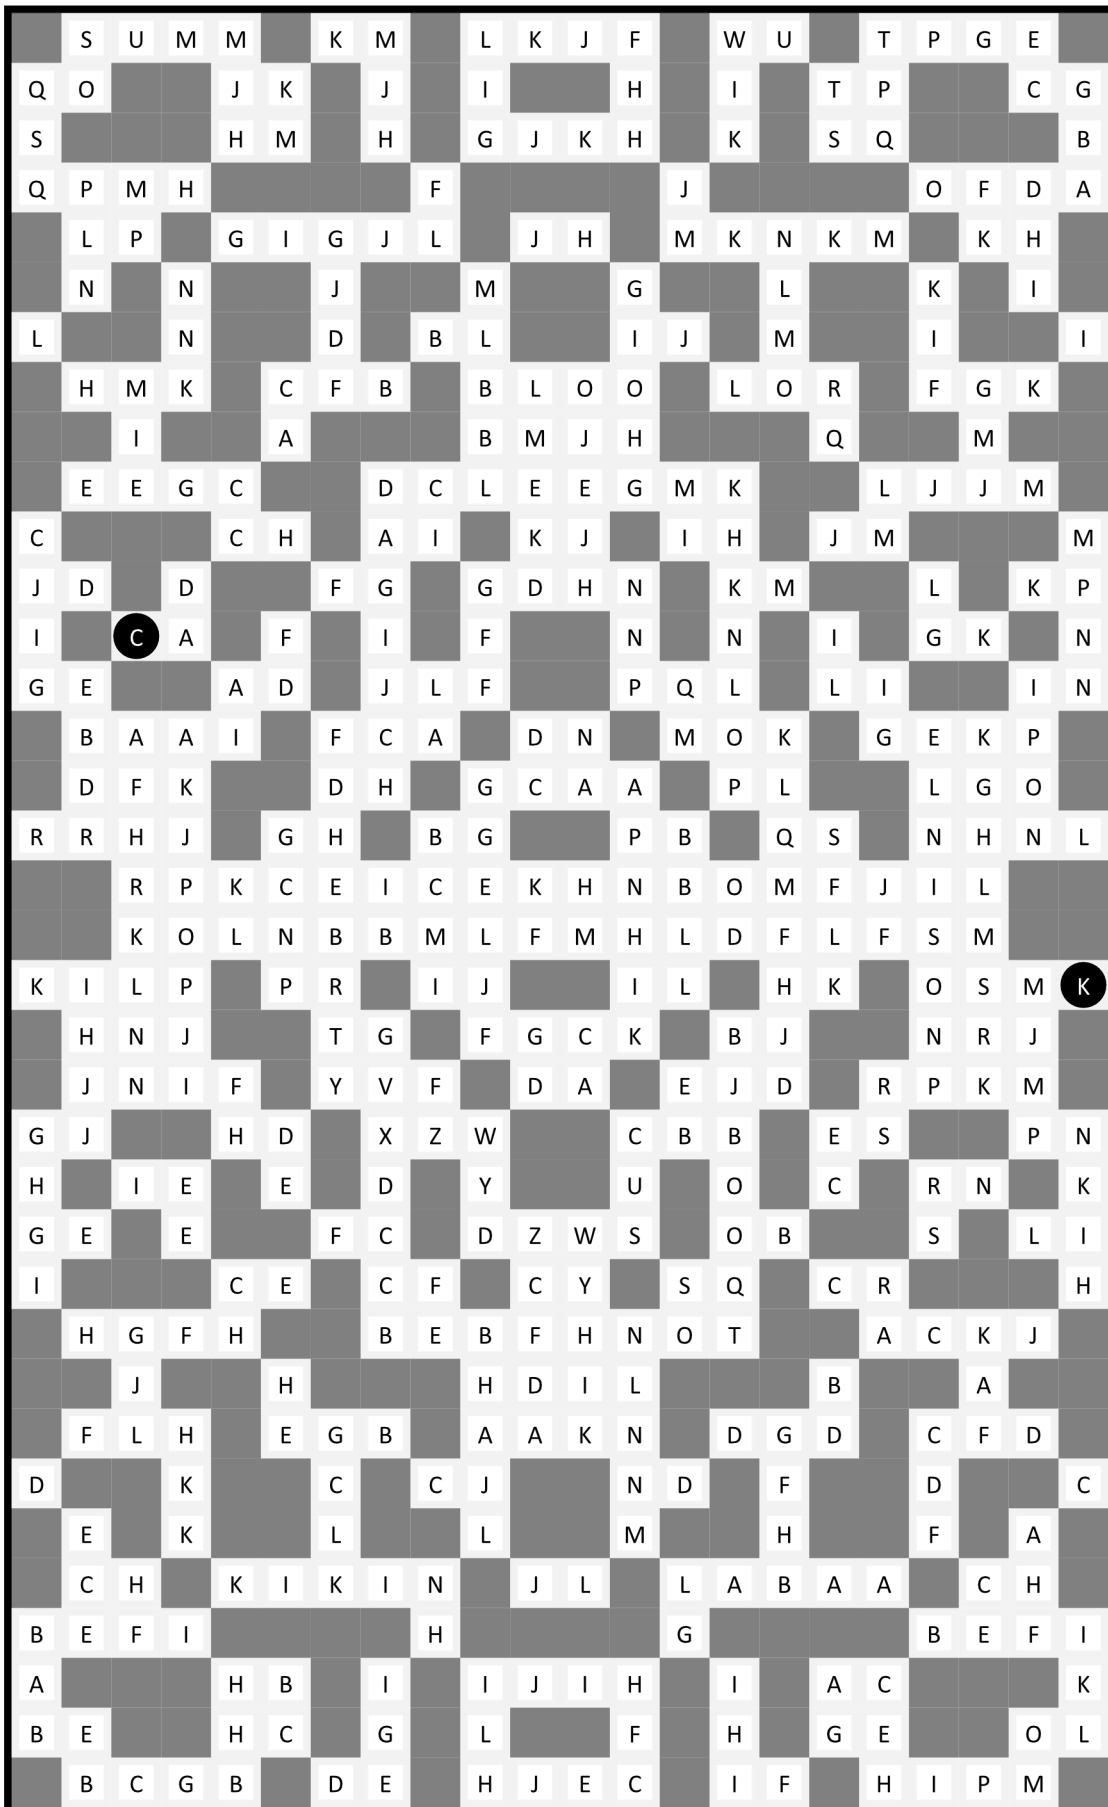 S U M M K M L K J F W U T P G E
Q O J K J I H I T P C G
S H M H G J K H K S Q B
Q P M H F J O F D A
L P G I G J L J H M K N K M K H
N N J M G L K I
L N D B L I J M I I
H M K C F B B L O O L O R F G K
I A B M J H Q M
E E G C D C L E E G M K L J J M
C C H A I K J I H J M M
J D D F G G D H N K M L K P
I C A F I F N N I G K N
G E A D J L F P Q L L I I N
B A A I F C A D N M O K G E K P
D F K D H G C A A P L L G O
R R H J G H B G P B Q S N H N L
R P K C E I C E K H N B O M F J I L
K O L N B B M L F M H L D F L F S M
K I L P P R I J I L H K O S M K
H N J T G F G C K B J N R J
J N I F Y V F D A E J D R P K M
G J H D X Z W C B B E S P N
H I E E D Y U O C R N K
G E E F C D Z W S O B S L I
I C E C F C Y S Q C R H
H G F H B E B F H N O T A C K J
J H H D I L B A
F L H E G B A A K N D G D C F D
D K C C J N D F D C
E K L L M H F A
C H K I K I N J L L A B A A C H
B E F I H G B E F I
A H B I I J I H I A C K
B E H C G L F H G E O L
B C G B D E H J E C I F H I P M